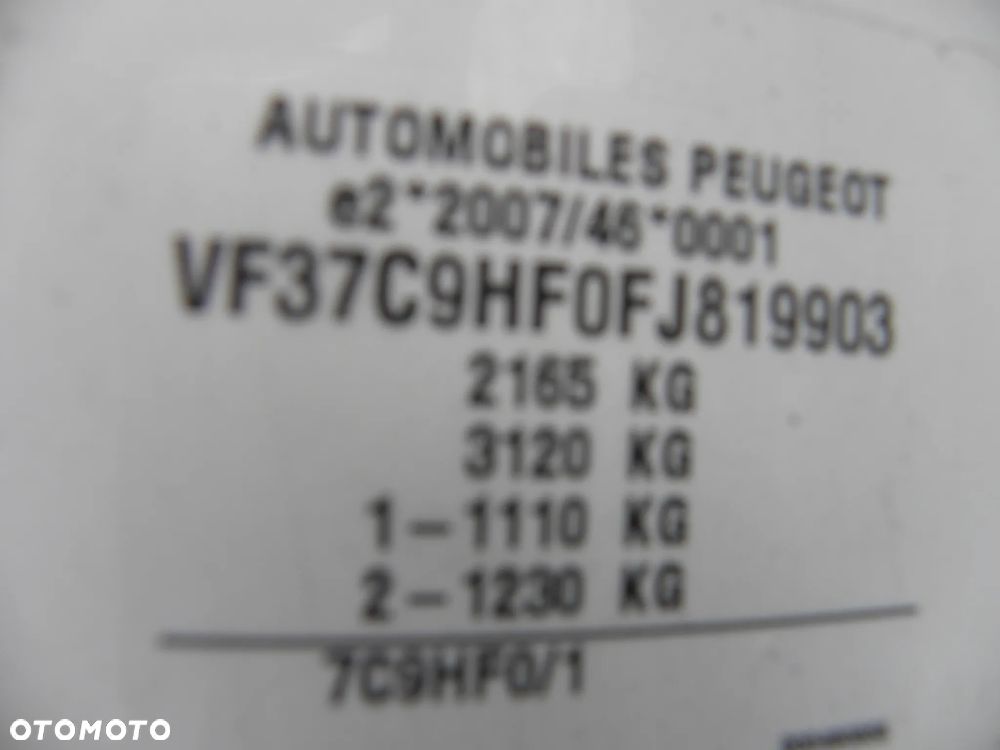 AUTOMOBILES PEUGEOT
e2*2007/46*0001
VF37C9HF0FJ819903
2165 KG
3120 KG
1-1110 KG
2-1230 KG
7C9HF0/1
OTOMOTO